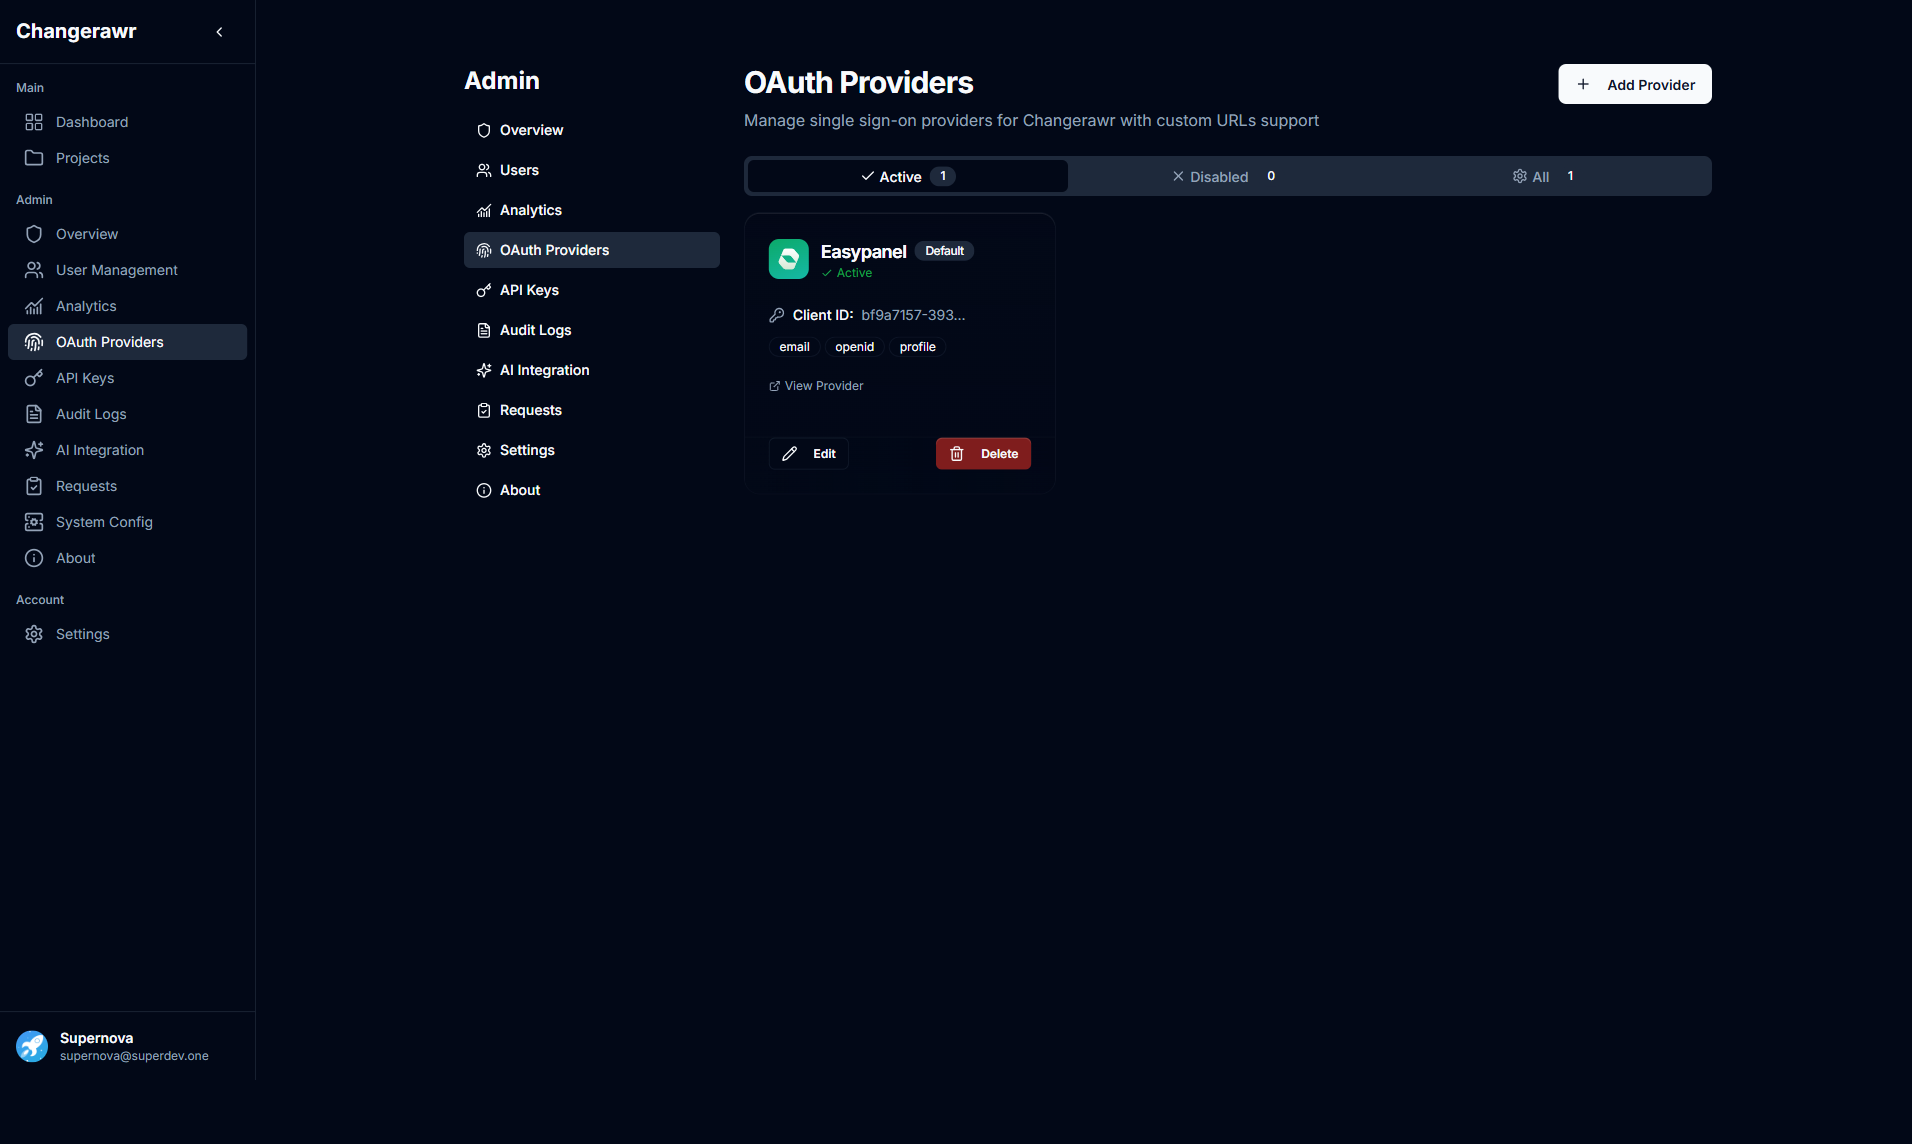 Changerawr
Main
Dashboard
Projects
Admin
Overview
User Management
Analytics
OAuth Providers
API Keys
Audit Logs
AI Integration
Requests
System Config
About
Account
Settings
Supernova
supernova@superdev.one
Admin
Overview
Users
Analytics
OAuth Providers
API Keys
Audit Logs
AI Integration
Requests
Settings
About
OAuth Providers
Manage single sign-on providers for Changerawr with custom URLs support
Add Provider
Active 1
Disabled 0
All 1
Easypanel Default
Active
Client ID: bf9a7157-393...
email openid profile
View Provider
Edit Delete